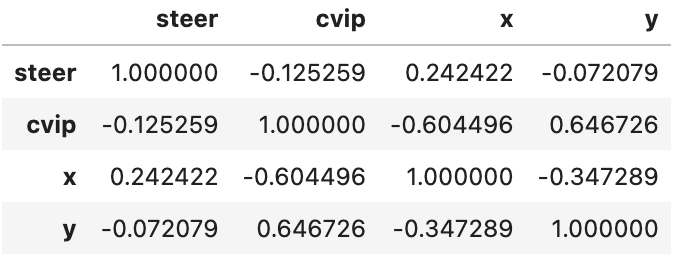 steer cvip x y
steer 1.000000 -0.125259 0.242422 -0.072079
cvip -0.125259 1.000000 -0.604496 0.646726
x 0.242422 -0.604496 1.000000 -0.347289
y -0.072079 0.646726 -0.347289 1.000000